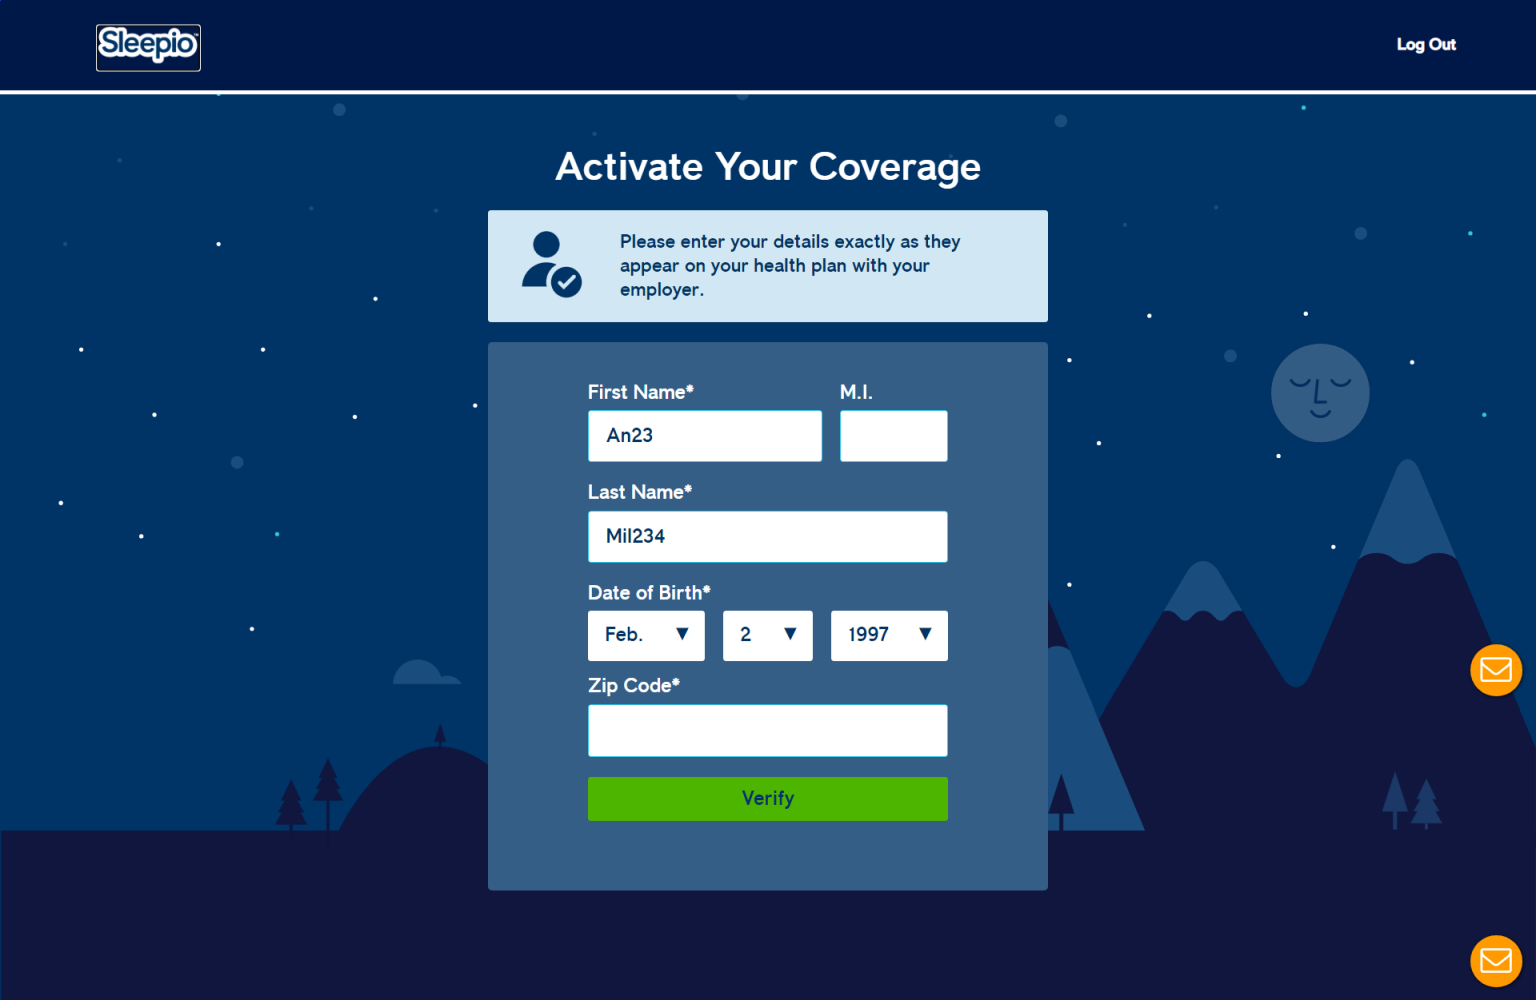 Sleepio™
Log Out
Activate Your Coverage
Please enter your details exactly as they
appear on your health plan with your
employer.
First Name*
M.I.
An23
Last Name*
Mil234
Date of Birth*
Feb. ▼ 2 ▼ 1997 ▼
Zip Code*
Verify